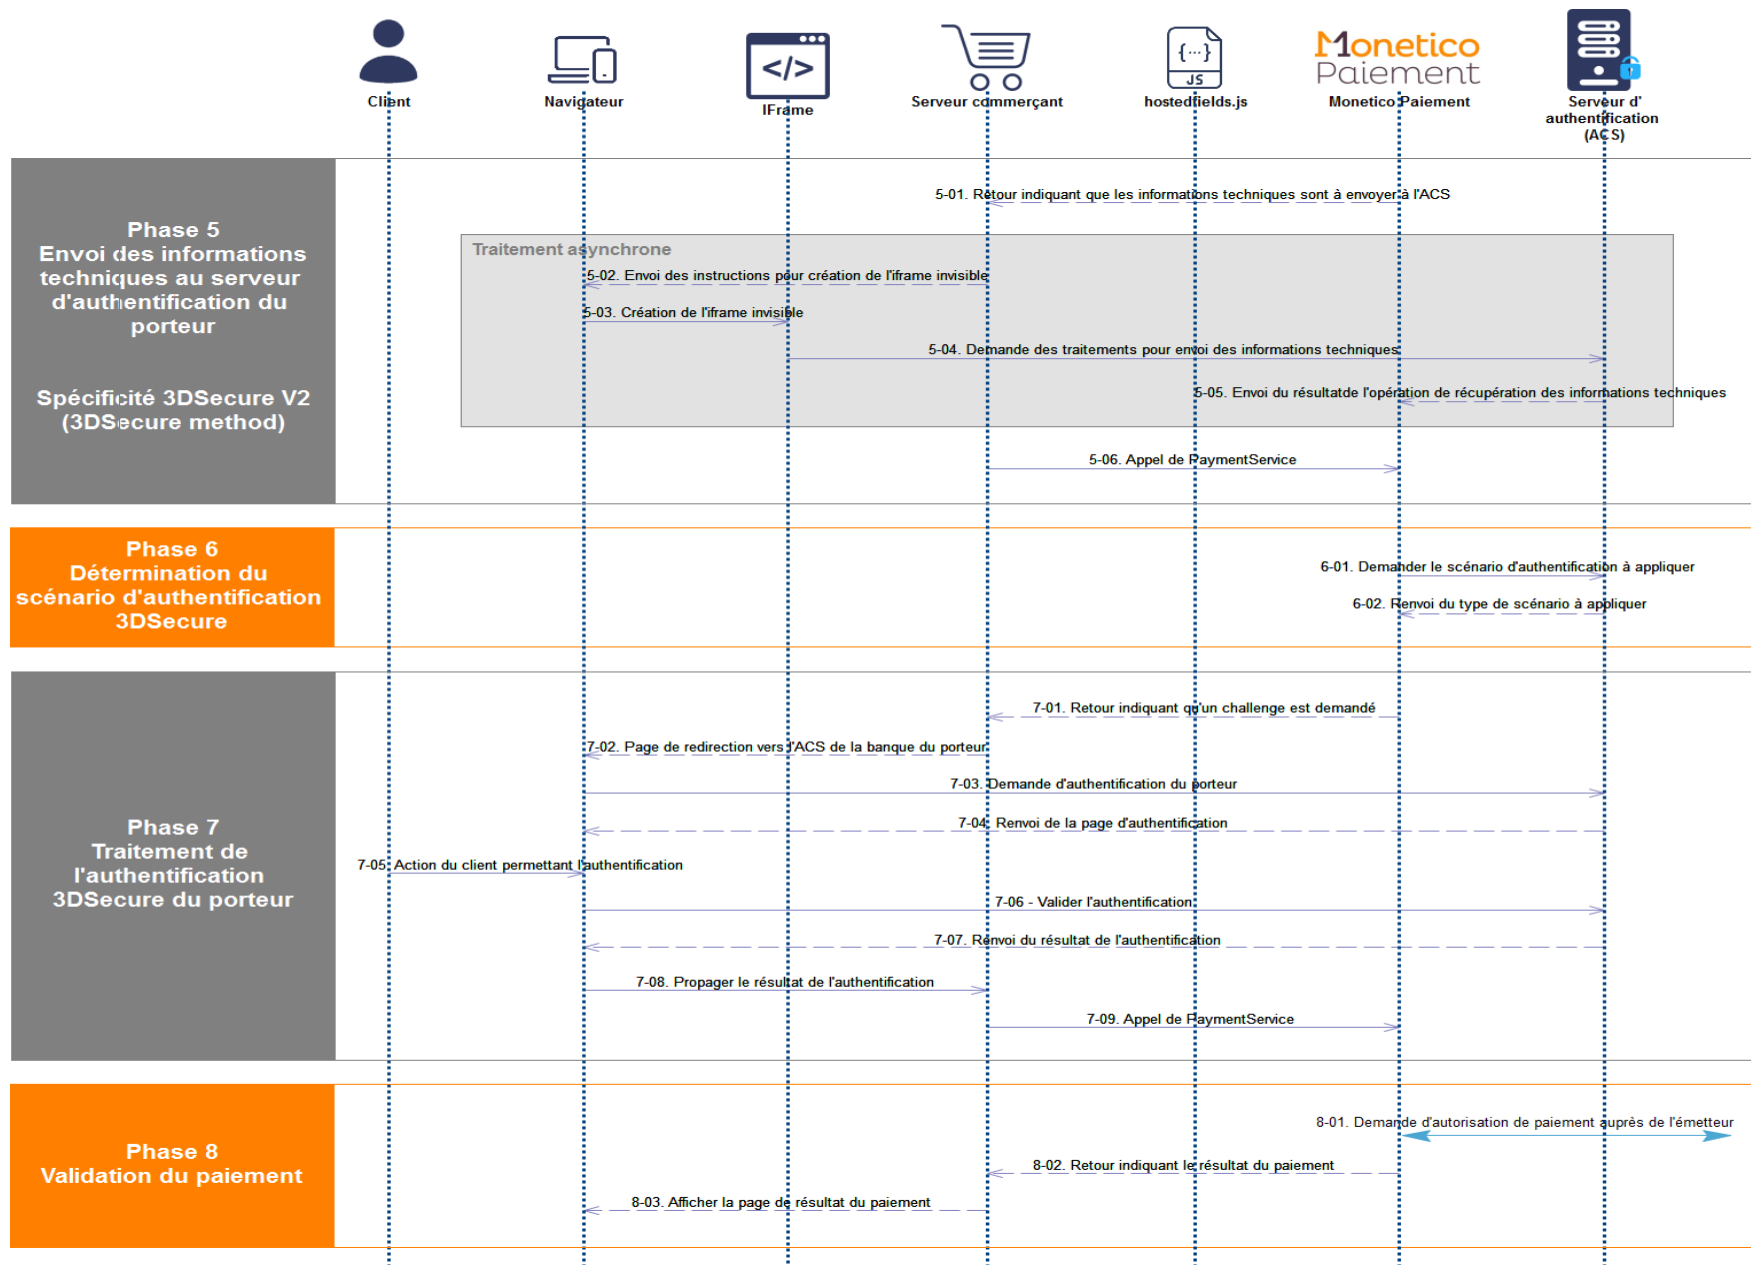 {...}
JS
Monetico
Paiement
Client
Navigateur
IFrame
Serveur commerçant
hostedfields.js
Monetico Paiement
Serveur d'
authentification
(ACS)
Phase 5
Envoi des informations
techniques au serveur
d'authentification du
porteur
Spécificité 3DSecure V2
(3DSecure method)
5-01. Retour indiquant que les informations techniques sont à envoyer à l'ACS
Traitement asynchrone
5-02. Envoi des instructions pour création de l'iframe invisible
5-03. Création de l'iframe invisible
5-04. Demande des traitements pour envoi des informations techniques
5-05. Envoi du résultatde l'opération de récupération des informations techniques
5-06. Appel de PaymentService
Phase 6
Détermination du
scénario d'authentification
3DSecure
6-01. Demander le scénario d'authentification à appliquer
6-02. Renvoi du type de scénario à appliquer
Phase 7
Traitement de
l'authentification
3DSecure du porteur
7-01. Retour indiquant qu'un challenge est demandé
7-02. Page de redirection vers l'ACS de la banque du porteur
7-03. Demande d'authentification du porteur
7-04. Renvoi de la page d'authentification
7-05. Action du client permettant l'authentification
7-06 - Valider l'authentification
7-07. Renvoi du résultat de l'authentification
7-08. Propager le résultat de l'authentification
7-09. Appel de PaymentService
Phase 8
Validation du paiement
8-01. Demande d'autorisation de paiement auprès de l'émetteur
8-02. Retour indiquant le résultat du paiement
8-03. Afficher la page de résultat du paiement